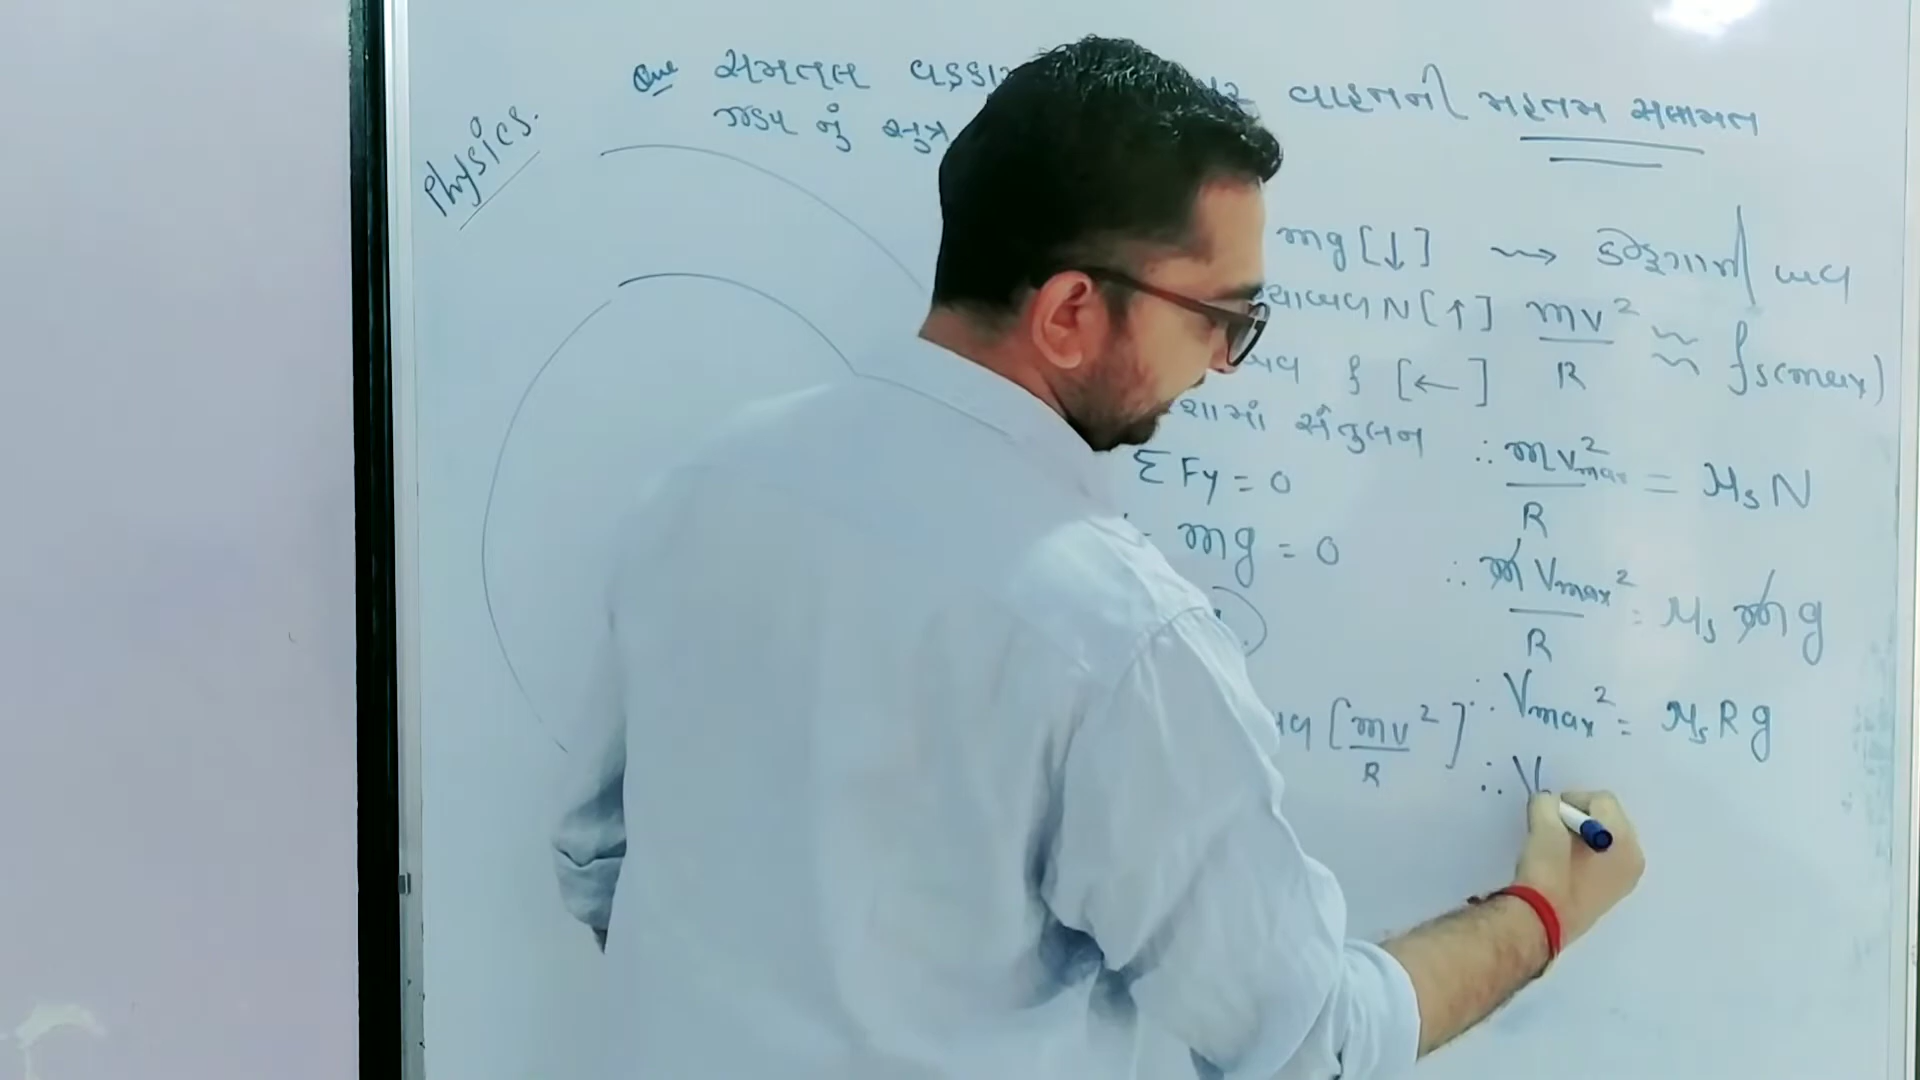 Physics.
Que સમતલ વાહનની મહત્તમ સલામત
ઝડપ નું સુત્ર
mg [↓]
N [↑]
બળ f [←]
સંતુલન
ΣFy = 0
mg = 0
[mv²/R]
⇝ કેન્દ્રગામી બળ
mv²/R ≈ fs(max)
∴ mv²max/R = μs N
∴ m Vmax²/R = μs m g
∴ Vmax² = μs R g
∴ V